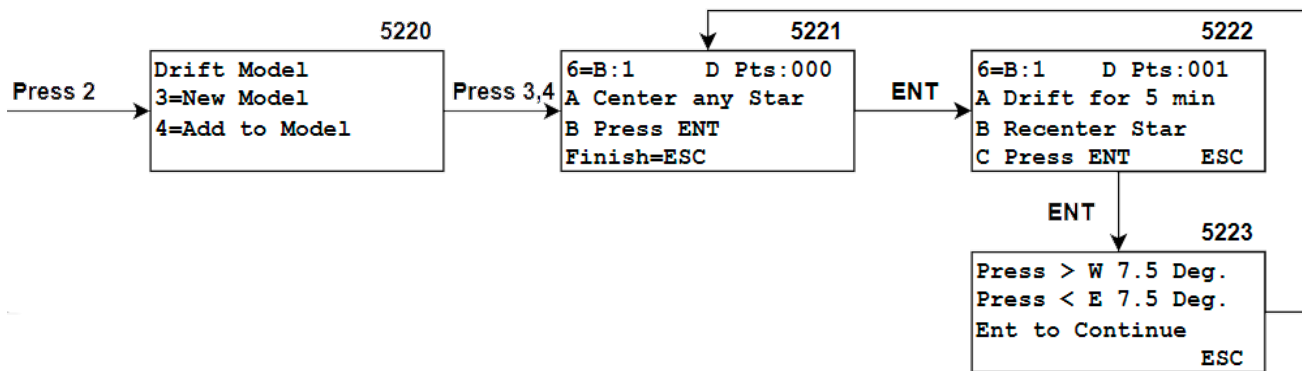 5220
5221
5222
Press 2
Drift Model
3=New Model
4=Add to Model
Press 3,4
6=B:1 D Pts:000
A Center any Star
B Press ENT
Finish=ESC
ENT
6=B:1 D Pts:001
A Drift for 5 min
B Recenter Star
C Press ENT ESC
ENT
5223
Press > W 7.5 Deg.
Press < E 7.5 Deg.
Ent to Continue
ESC